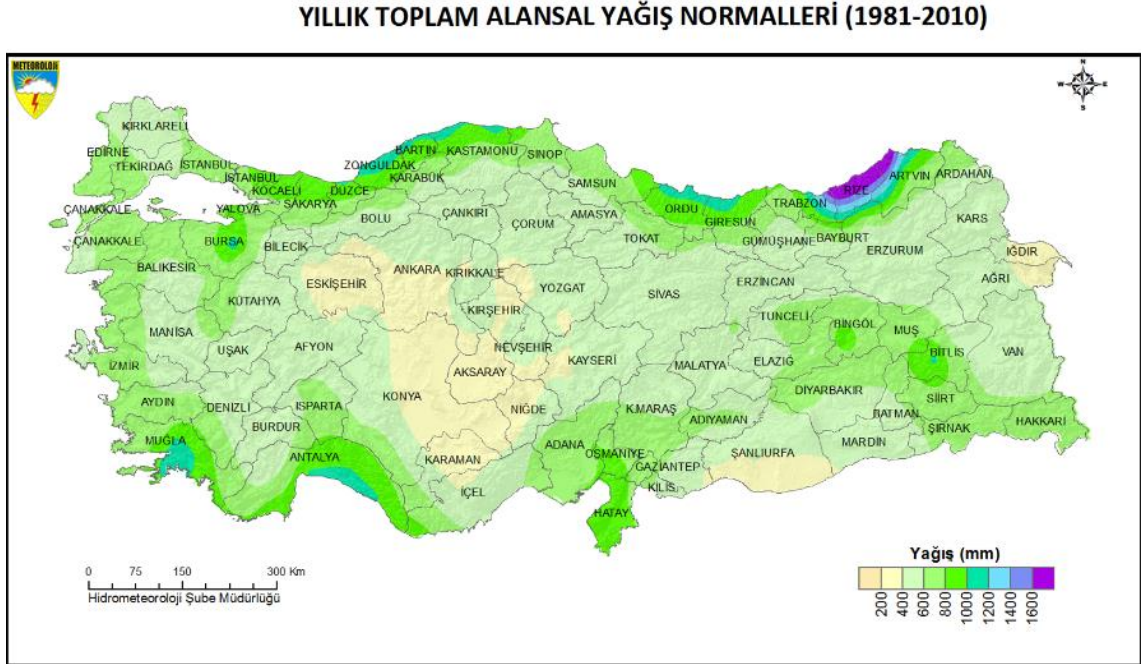 YILLIK TOPLAM ALANSAL YAĞIŞ NORMALLERİ (1981-2010)
METEOROLOJİ
N
W E
S
KIRKLARELİ
EDİRNE
TEKİRDAĞ
İSTANBUL
İSTANBUL
KOCAELİ
ÇANAKKALE
YALOVA
SAKARYA
DÜZCE
ZONGULDAK
BARTIN
KARABÜK
KASTAMONU
SİNOP
SAMSUN
ORDU
GİRESUN
TRABZON
RİZE
ARTVİN
ARDAHAN
ÇANAKKALE
BURSA
BİLECİK
BOLU
ÇANKIRI
ÇORUM
AMASYA
TOKAT
GÜMÜŞHANE
BAYBURT
ERZURUM
KARS
IĞDIR
BALIKESİR
KÜTAHYA
ESKİŞEHİR
ANKARA
KIRIKKALE
KIRŞEHİR
YOZGAT
SİVAS
ERZİNCAN
TUNCELİ
BİNGÖL
MUŞ
AĞRI
MANİSA
UŞAK
AFYON
NEVŞEHİR
KAYSERİ
MALATYA
ELAZIĞ
BİTLİS
VAN
İZMİR
AKSARAY
KONYA
NİĞDE
DİYARBAKIR
SİİRT
AYDIN
DENİZLİ
ISPARTA
BURDUR
K.MARAŞ
ADIYAMAN
BATMAN
ŞIRNAK
HAKKARİ
MUĞLA
ANTALYA
KARAMAN
ADANA
OSMANİYE
GAZİANTEP
ŞANLIURFA
MARDİN
İÇEL
KİLİS
HATAY
0 75 150 300 Km
Hidrometeoroloji Şube Müdürlüğü
Yağış (mm)
200 400 600 800 1000 1200 1400 1600